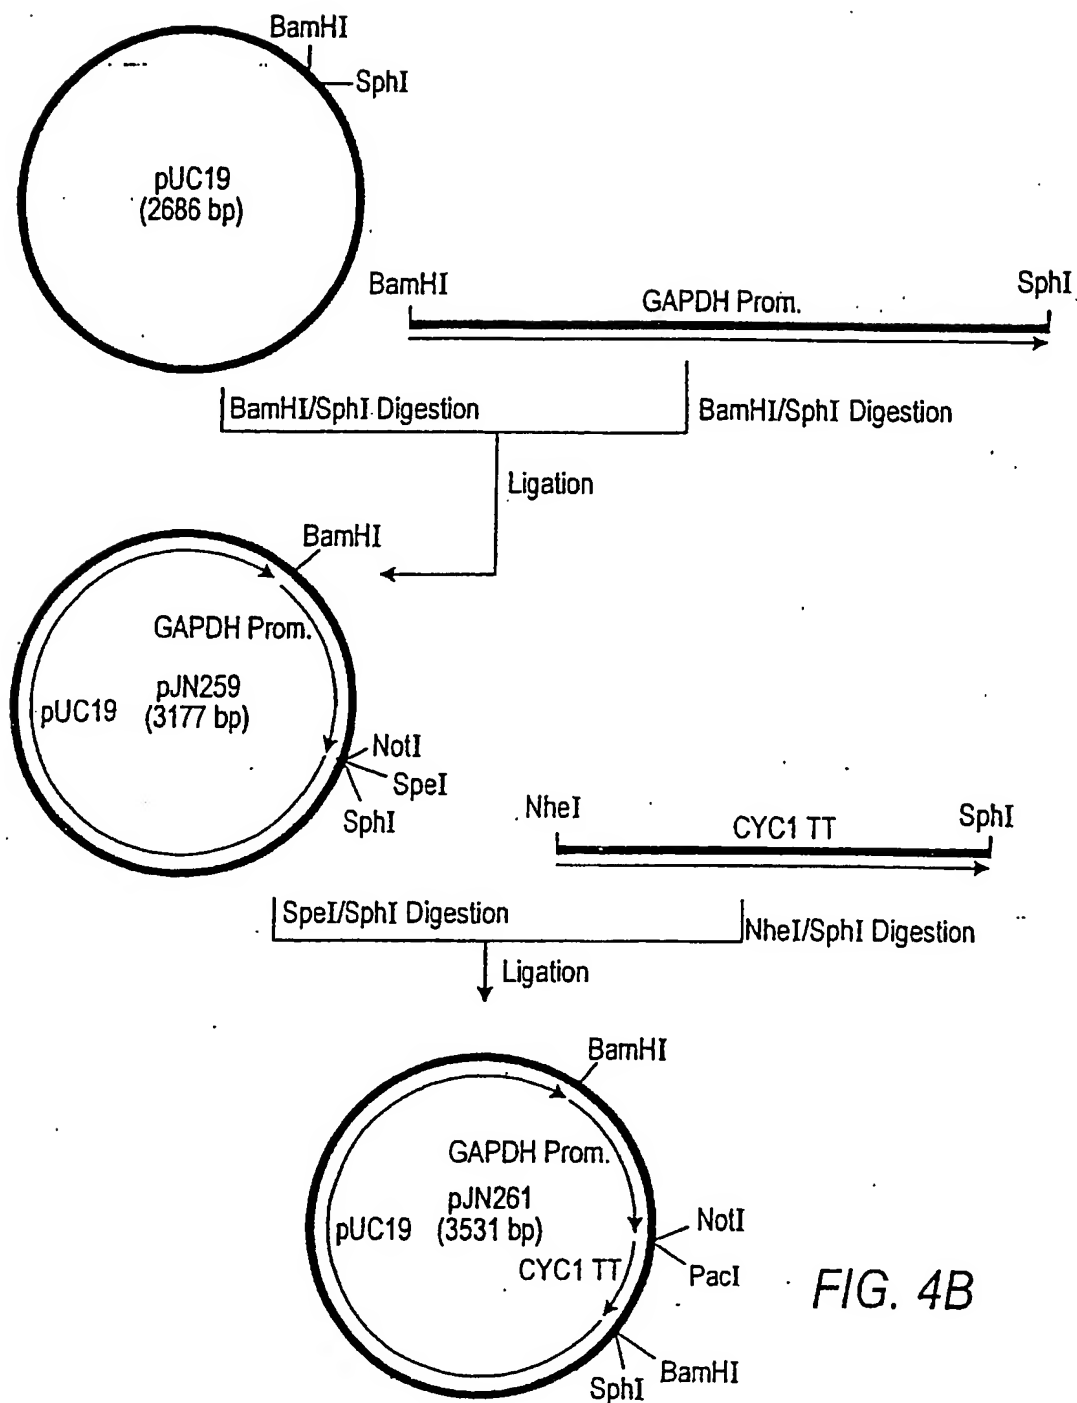 BamHI
SphI
pUC19
(2686 bp)
BamHI
GAPDH Prom.
SphI
BamHI/SphI Digestion
BamHI/SphI Digestion
Ligation
BamHI
GAPDH Prom.
pUC19
pJN259
(3177 bp)
NotI
SpeI
SphI
NheI
CYC1 TT
SphI
SpeI/SphI Digestion
NheI/SphI Digestion
Ligation
BamHI
GAPDH Prom.
pUC19
pJN261
(3531 bp)
CYC1 TT
NotI
PacI
BamHI
SphI
FIG. 4B